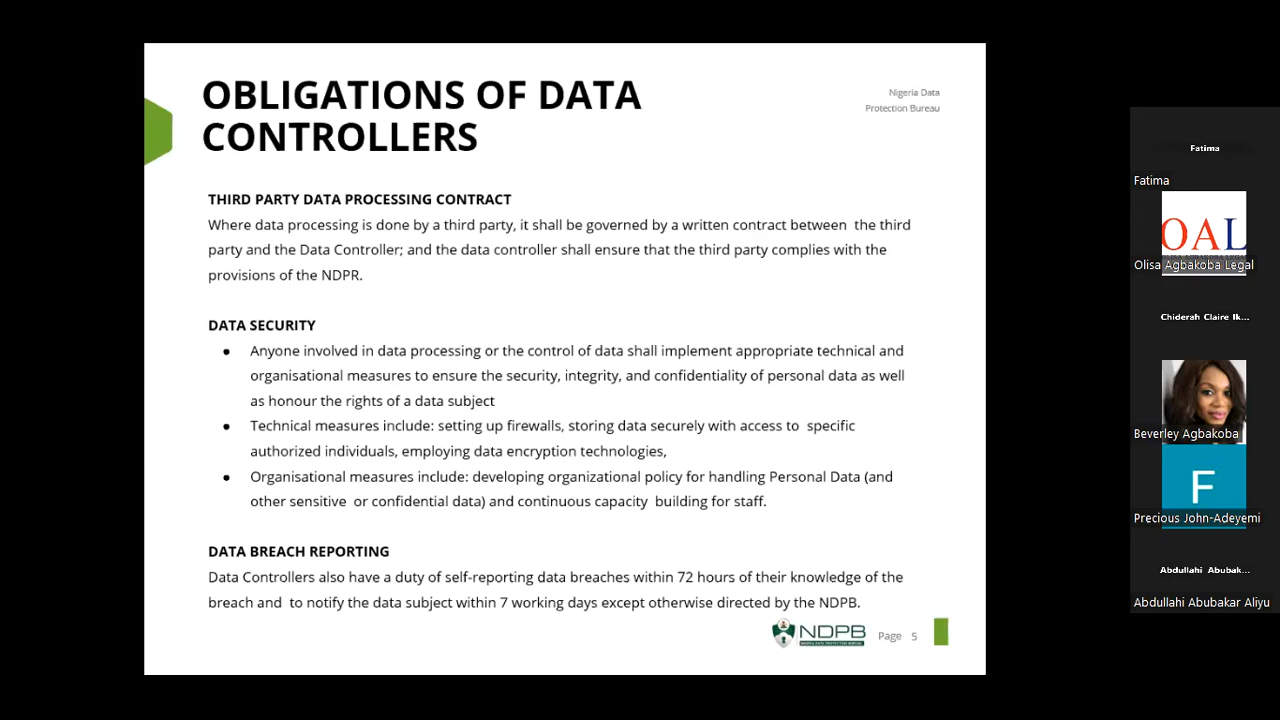 OBLIGATIONS OF DATA
CONTROLLERS
Nigeria Data
Protection Bureau
THIRD PARTY DATA PROCESSING CONTRACT
Where data processing is done by a third party, it shall be governed by a written contract between the third
party and the Data Controller; and the data controller shall ensure that the third party complies with the
provisions of the NDPR.
DATA SECURITY
● Anyone involved in data processing or the control of data shall implement appropriate technical and
organisational measures to ensure the security, integrity, and confidentiality of personal data as well
as honour the rights of a data subject
● Technical measures include: setting up firewalls, storing data securely with access to specific
authorized individuals, employing data encryption technologies,
● Organisational measures include: developing organizational policy for handling Personal Data (and
other sensitive or confidential data) and continuous capacity building for staff.
DATA BREACH REPORTING
Data Controllers also have a duty of self-reporting data breaches within 72 hours of their knowledge of the
breach and to notify the data subject within 7 working days except otherwise directed by the NDPB.
NDPB
Page 5
Fatima
Fatima
OAL
Olisa Agbakoba Legal
Chiderah Claire Ik...
Beverley Agbakoba
F
Precious John-Adeyemi
Abdullahi Abubak...
Abdullahi Abubakar Aliyu